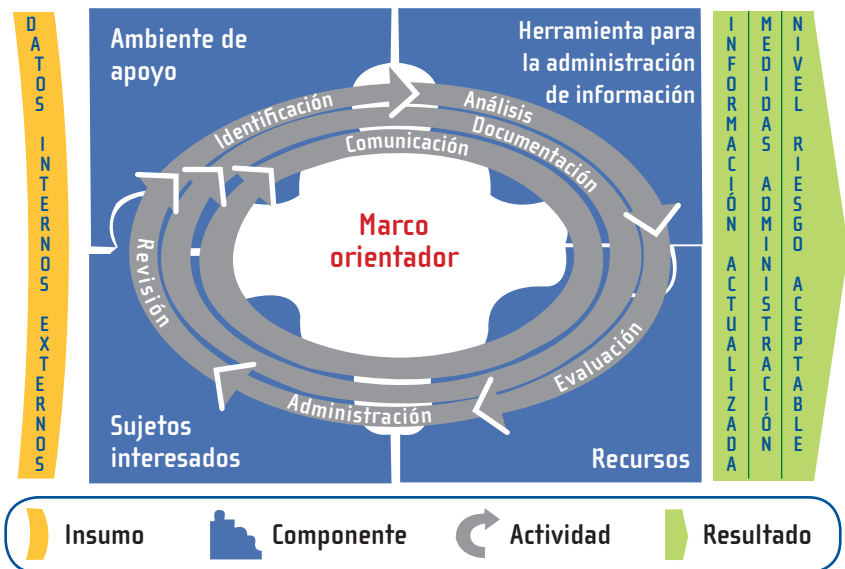 DATOS INTERNOS EXTERNOS
Ambiente de
apoyo
Herramienta para
la administración
de información
Identificación
Análisis
Documentación
Comunicación
Marco
orientador
Revisión
Evaluación
Administración
Sujetos
interesados
Recursos
INFORMACIÓN ACTUALIZADA
MEDIDAS ADMINISTRACIÓN
NIVEL RIESGO ACEPTABLE
Insumo
Componente
Actividad
Resultado